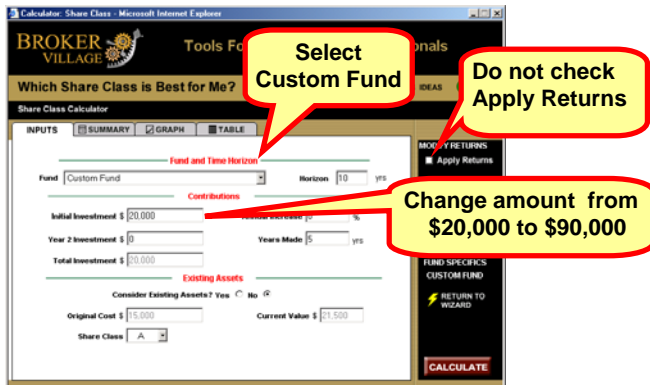 Calculator: Share Class - Microsoft Internet Explorer
BROKER
VILLAGE
Tools Fo
onals
Select
Custom Fund
Which Share Class is Best for Me?
IDEAS
Do not check
Apply Returns
Share Class Calculator
INPUTS SUMMARY GRAPH TABLE
MOD Y RETURNS
Apply Returns
Fund and Time Horizon
Fund Custom Fund Horizon 10 yrs
Contributions
Change amount from
$20,000 to $90,000
Initial Investment $ 20,000 Increase 0 %
Year 2 Investment $ 0 Years Made 5 yrs
Total Investment $ 20,000
FUND SPECIFICS
CUSTOM FUND
Existing Assets
Consider Existing Assets? Yes No
RETURN TO
WIZARD
Original Cost $ 15,000 Current Value $ 21,500
Share Class A
CALCULATE